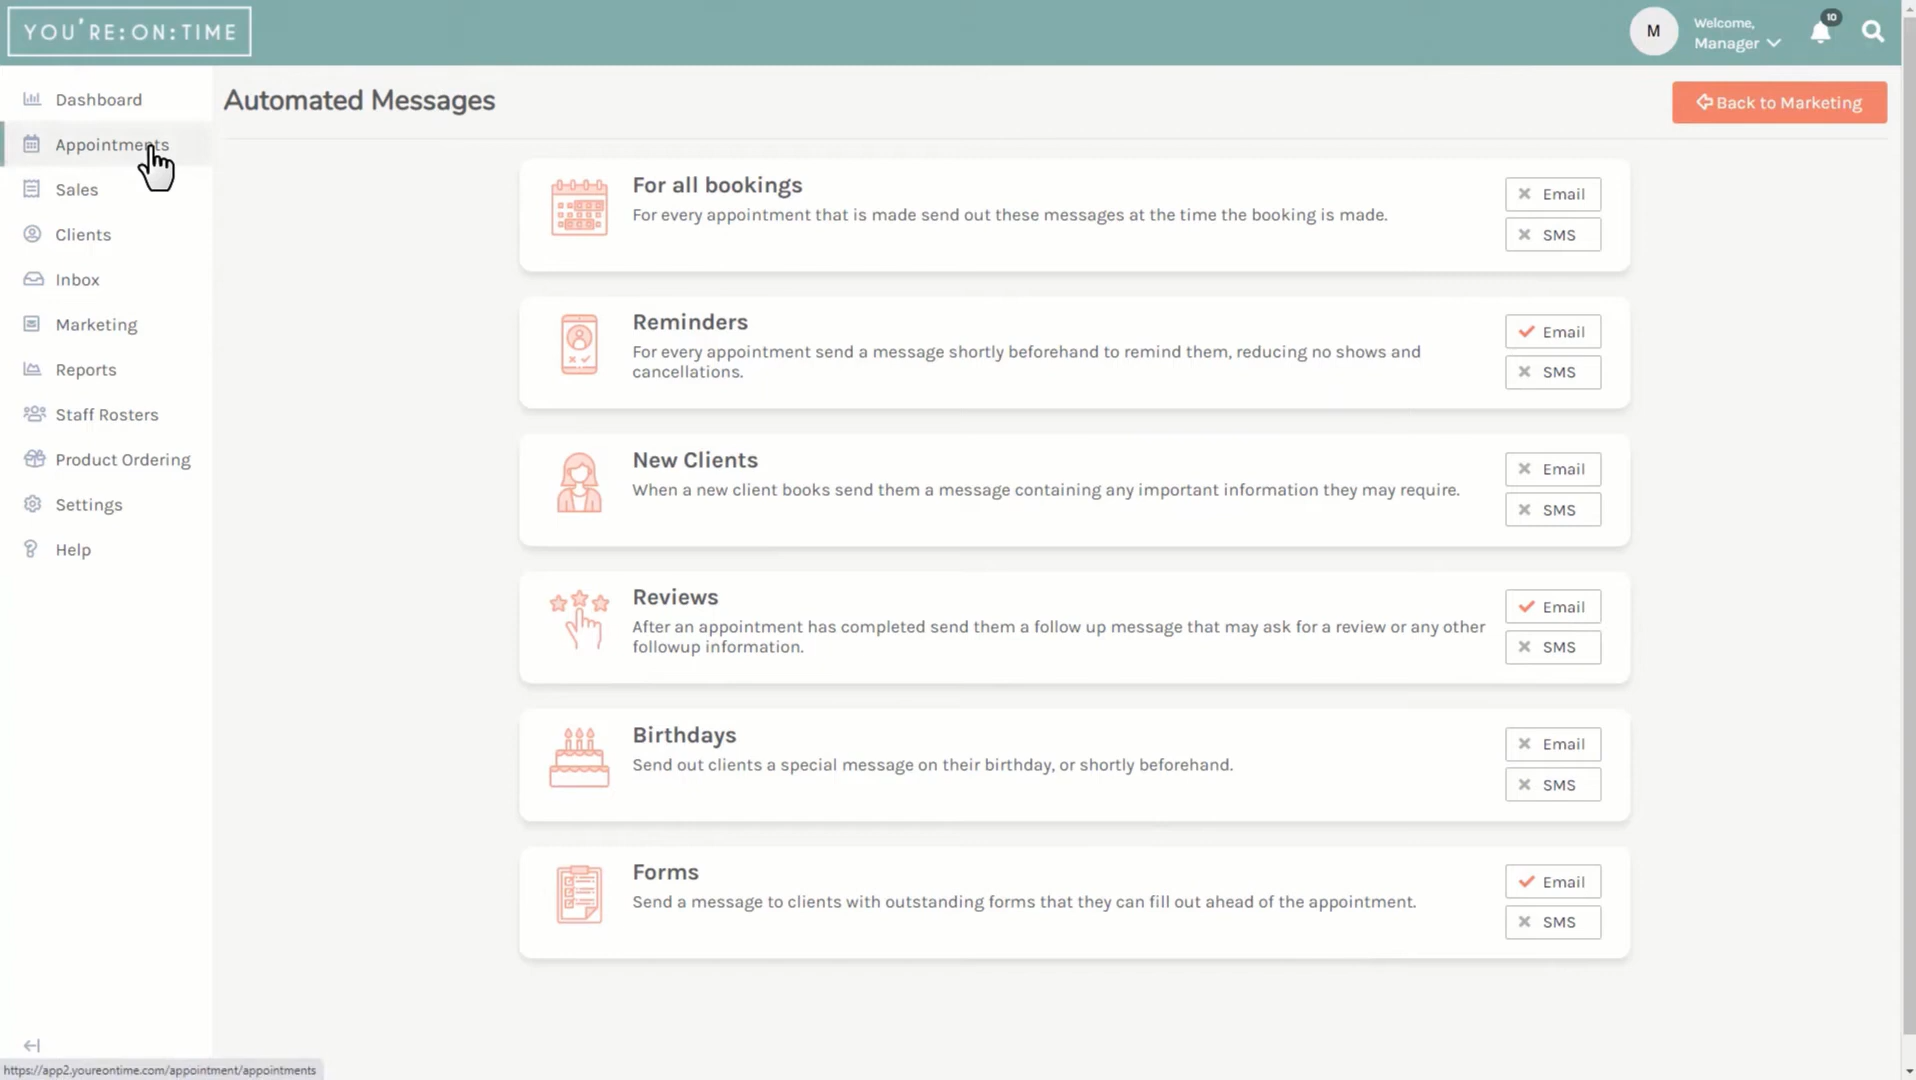 YOU'RE:ON:TIME
M
Welcome,
Manager
10
Dashboard
Appointments
Sales
Clients
Inbox
Marketing
Reports
Staff Rosters
Product Ordering
Settings
Help
Automated Messages
Back to Marketing
For all bookings
For every appointment that is made send out these messages at the time the booking is made.
Email
SMS
Reminders
For every appointment send a message shortly beforehand to remind them, reducing no shows and
cancellations.
Email
SMS
New Clients
When a new client books send them a message containing any important information they may require.
Email
SMS
Reviews
After an appointment has completed send them a follow up message that may ask for a review or any other
followup information.
Email
SMS
Birthdays
Send out clients a special message on their birthday, or shortly beforehand.
Email
SMS
Forms
Send a message to clients with outstanding forms that they can fill out ahead of the appointment.
Email
SMS
https://app2.youreontime.com/appointment/appointments